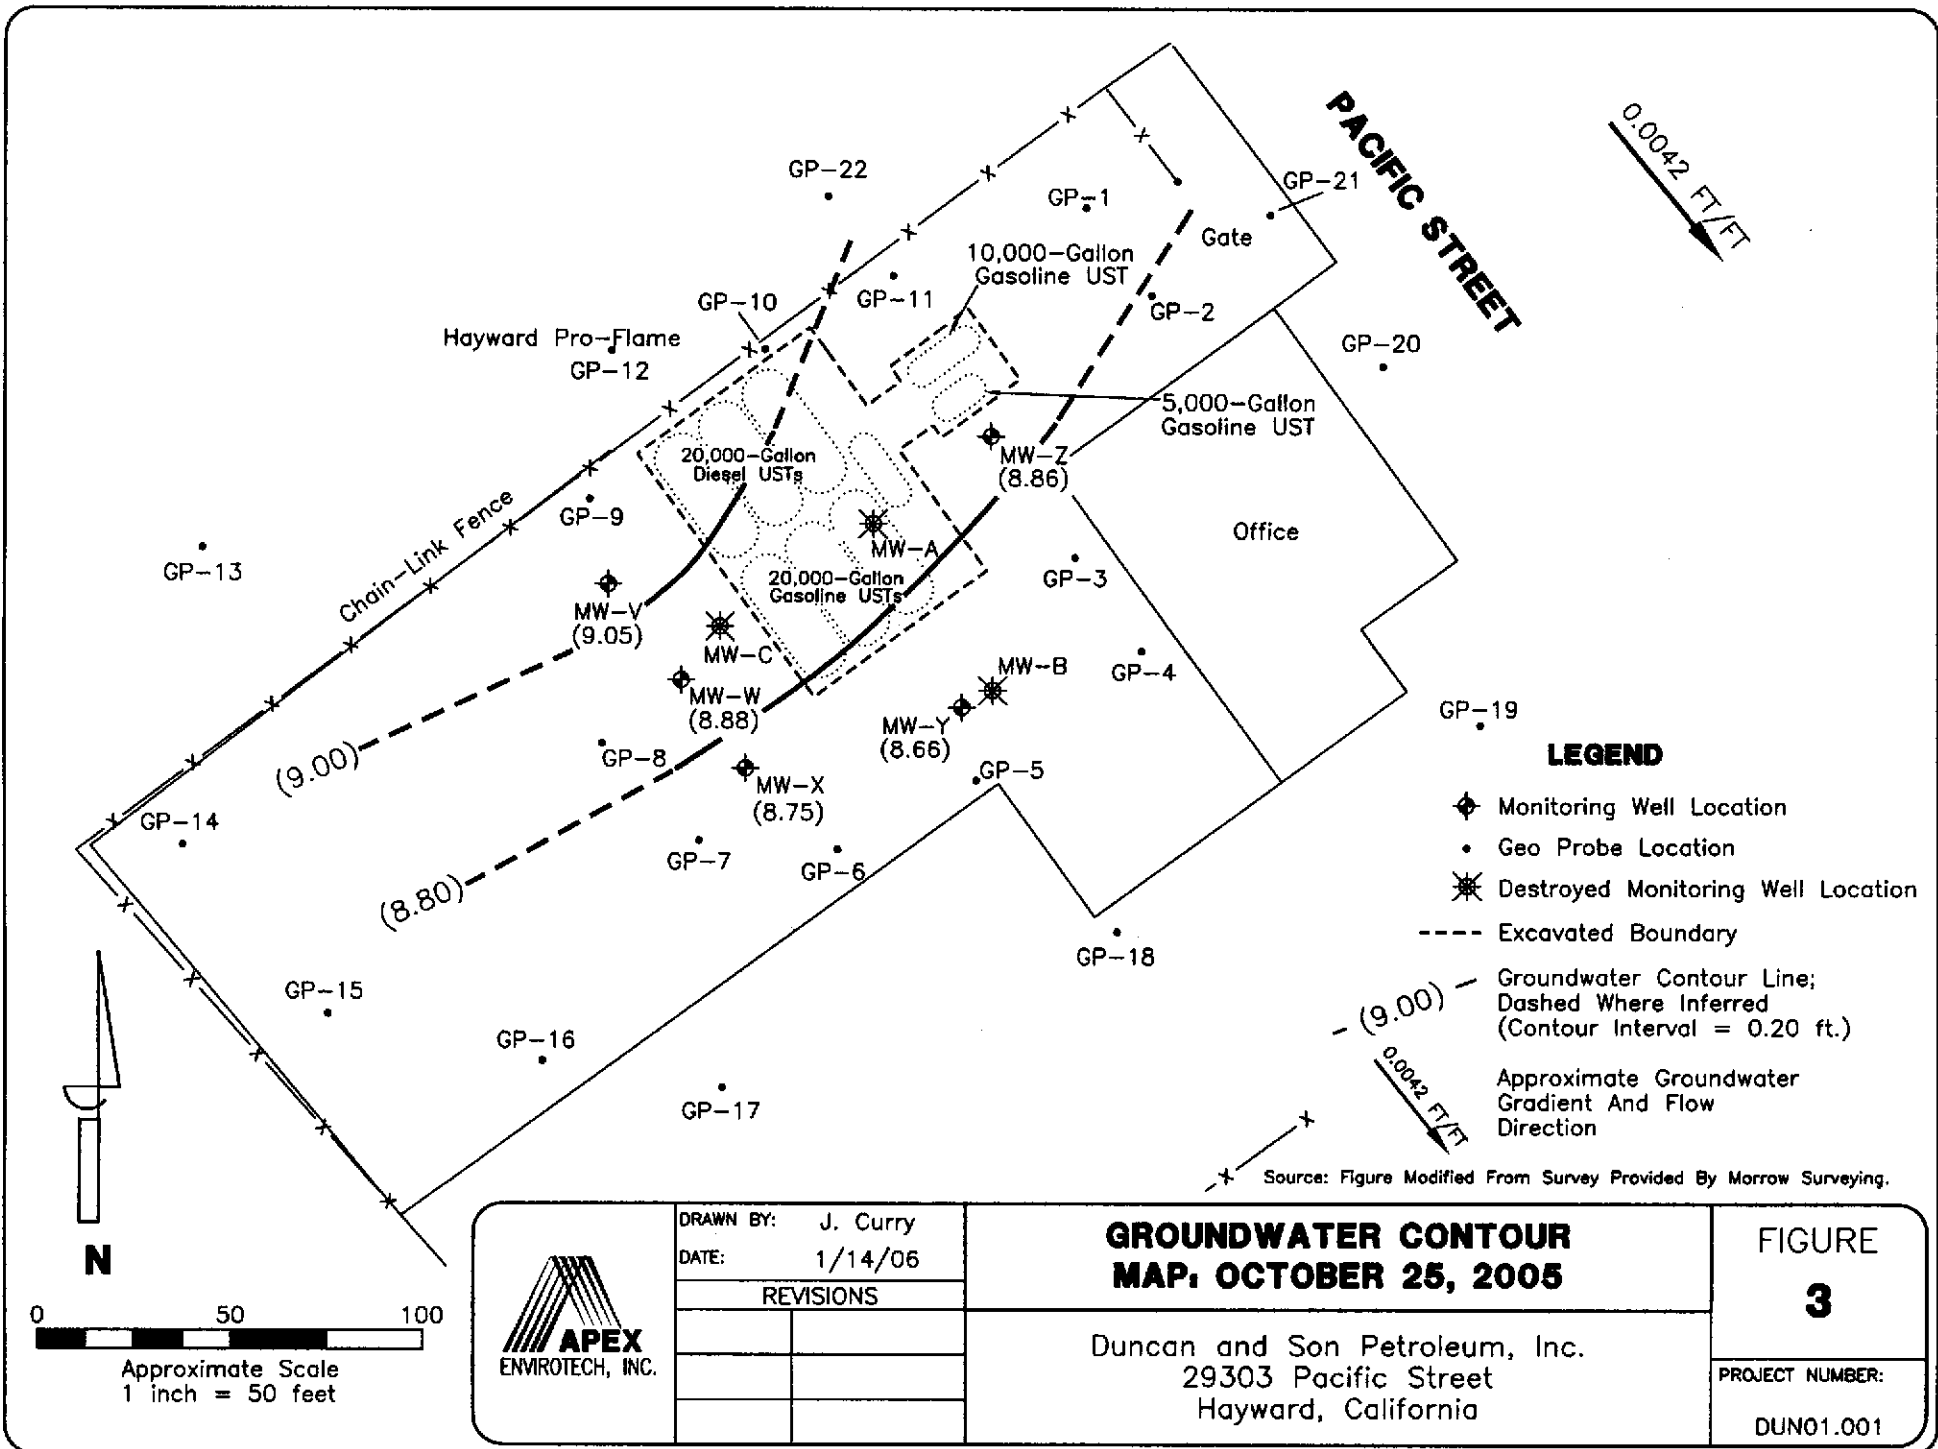 PACIFIC STREET
0.0042 FT/FT
GP-22
GP-1
GP-21
Gate
10,000-Gallon
Gasoline UST
GP-11
GP-10
GP-2
Hayward Pro-Flame
GP-12
GP-20
5,000-Gallon
Gasoline UST
20,000-Gallon
Diesel USTs
MW-Z
(8.86)
GP-9
Chain-Link Fence
MW-A
Office
GP-13
GP-3
20,000-Gallon
Gasoline USTs
MW-V
(9.05)
MW-C
MW-B
GP-4
MW-W
(8.88)
MW-Y
(8.66)
GP-19
(9.00)
GP-8
GP-5
MW-X
(8.75)
GP-14
GP-7
GP-6
(8.80)
GP-18
GP-15
GP-16
GP-17
LEGEND
Monitoring Well Location
Geo Probe Location
Destroyed Monitoring Well Location
Excavated Boundary
(9.00)
Groundwater Contour Line;
Dashed Where Inferred
(Contour Interval = 0.20 ft.)
0.0042 FT/FT
Approximate Groundwater
Gradient And Flow
Direction
Source: Figure Modified From Survey Provided By Morrow Surveying.
N
0 50 100
Approximate Scale
1 inch = 50 feet
APEX
ENVIROTECH, INC.
DRAWN BY: J. Curry
DATE: 1/14/06
REVISIONS
GROUNDWATER CONTOUR
MAP: OCTOBER 25, 2005
Duncan and Son Petroleum, Inc.
29303 Pacific Street
Hayward, California
FIGURE
3
PROJECT NUMBER:
DUN01.001